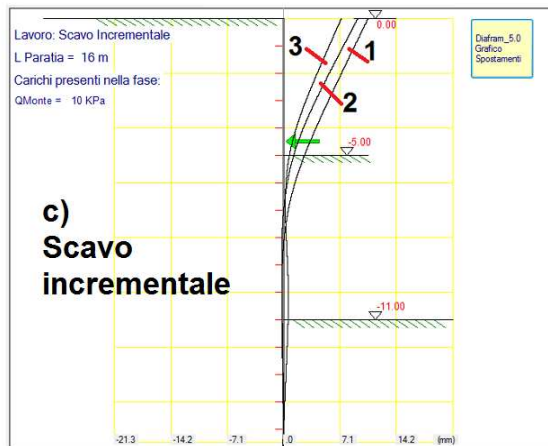 Lavoro: Scavo Incrementale
L Paratia = 16 m
Carichi presenti nella fase:
QMonte = 10 KPa
3
1
2
0.00
Diafram_5.0
Grafico
Spostamenti
-5.00
c)
Scavo
incrementale
-11.00
-21.3 -14.2 -7.1 .0 7.1 14.2 (mm)